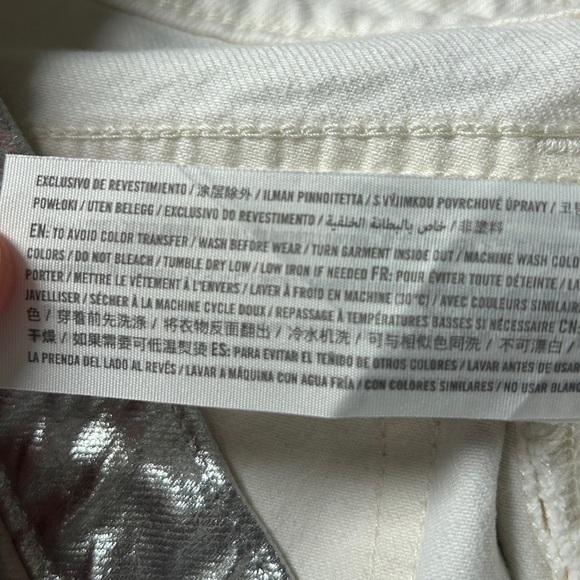 EXCLUSIVO DE REVESTIMIENTO / 涂层除外 / ILMAN PINNOITETTA / S VÝJIMKOU POVRCHOVÉ ÚPRAVY / 코
POWŁOKI / UTEN BELEGG / EXCLUSIVO DO REVESTIMENTO / خاص بالبطانة الخلفية / 非塗料
EN: TO AVOID COLOR TRANSFER / WASH BEFORE WEAR / TURN GARMENT INSIDE OUT / MACHINE WASH COLD
COLORS / DO NOT BLEACH / TUMBLE DRY LOW / LOW IRON IF NEEDED FR: POUR ÉVITER TOUTE DÉTEINTE / LA
PORTER / METTRE LE VÊTEMENT À L'ENVERS / LAVER À FROID EN MACHINE (30°C) / AVEC COULEURS SIMILAIR
JAVELLISER / SÉCHER À LA MACHINE CYCLE DOUX / REPASSAGE À TEMPÉRATURES BASSES SI NÉCESSAIRE CN
色 / 穿着前先洗涤 / 将衣物反面翻出 / 冷水机洗 / 可与相似色同洗 / 不可漂白 /
干燥 / 如果需要可低温熨烫 ES: PARA EVITAR EL TEÑIDO DE OTROS COLORES / LAVAR ANTES DE USAR
LA PRENDA DEL LADO AL REVÉS / LAVAR A MÁQUINA CON AGUA FRÍA / CON COLORES SIMILARES / NO USAR BLANQ